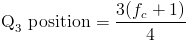 Q₃ position = 3(f_c + 1)/4